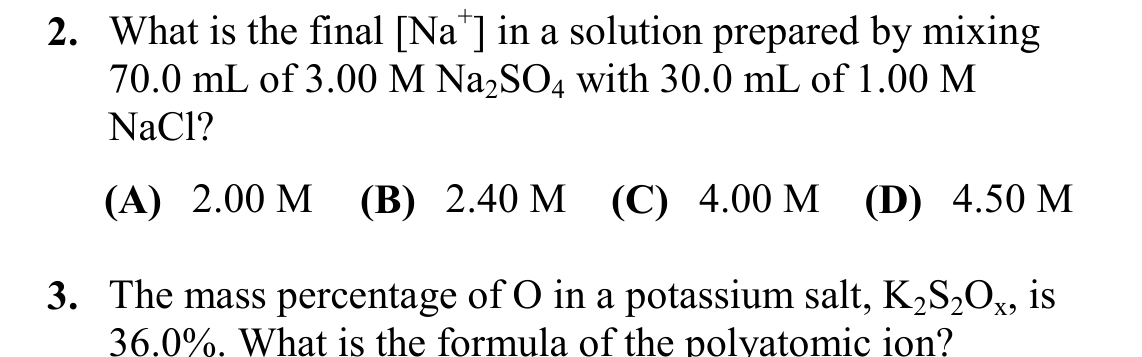 2. What is the final [Na⁺] in a solution prepared by mixing
70.0 mL of 3.00 M Na₂SO₄ with 30.0 mL of 1.00 M
NaCl?
(A) 2.00 M (B) 2.40 M (C) 4.00 M (D) 4.50 M
3. The mass percentage of O in a potassium salt, K₂S₂Oₓ, is
36.0%. What is the formula of the polyatomic ion?